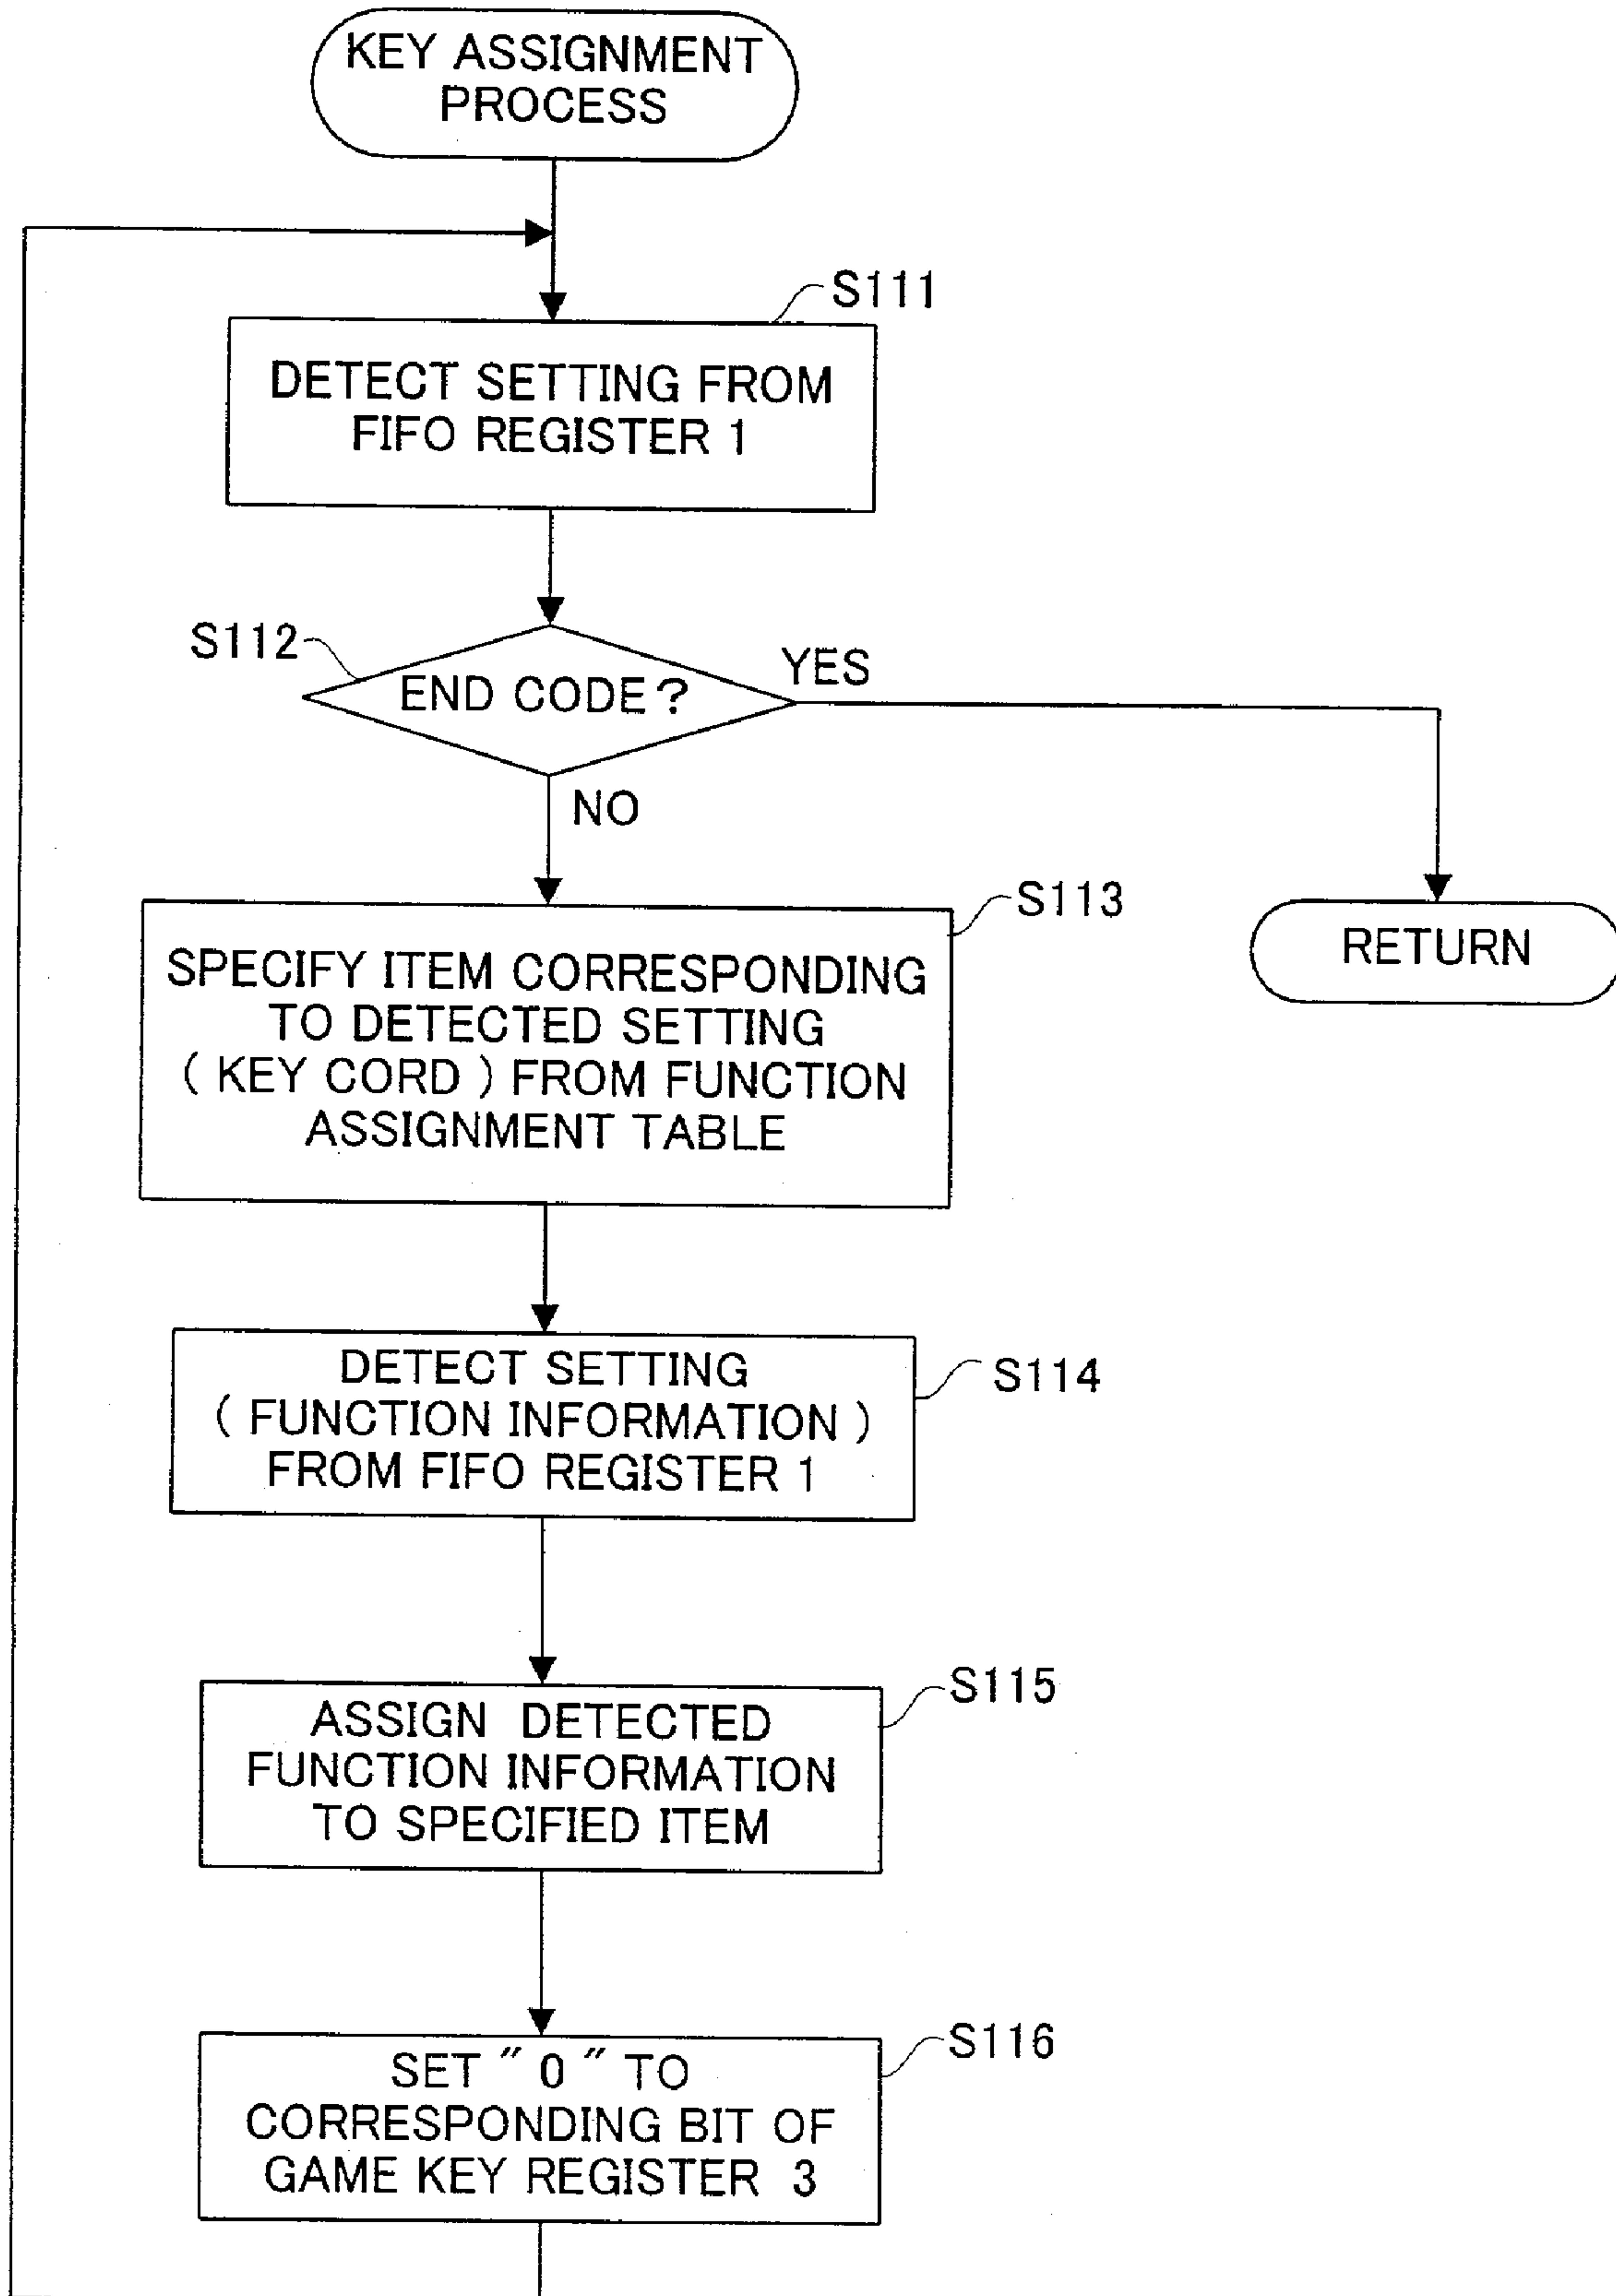 KEY ASSIGNMENT
PROCESS
S111
DETECT SETTING FROM
FIFO REGISTER 1
S112
END CODE?
YES
NO
S113
SPECIFY ITEM CORRESPONDING
TO DETECTED SETTING
( KEY CORD ) FROM FUNCTION
ASSIGNMENT TABLE
RETURN
S114
DETECT SETTING
( FUNCTION INFORMATION )
FROM FIFO REGISTER 1
S115
ASSIGN DETECTED
FUNCTION INFORMATION
TO SPECIFIED ITEM
S116
SET " 0 " TO
CORRESPONDING BIT OF
GAME KEY REGISTER 3